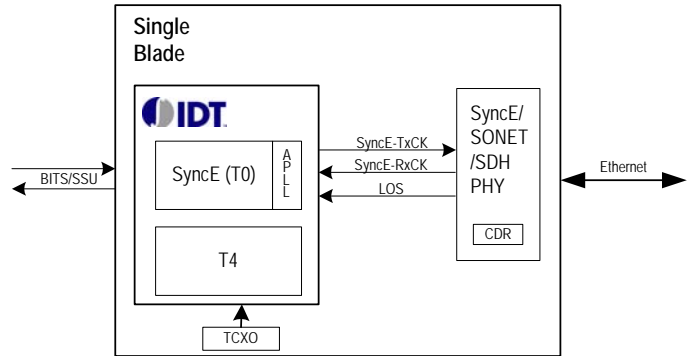 Single
Blade
IDT
SyncE (T0)
APLL
T4
TCXO
BITS/SSU
SyncE-TxCK
SyncE-RxCK
LOS
SyncE/
SONET
/SDH
PHY
CDR
Ethernet